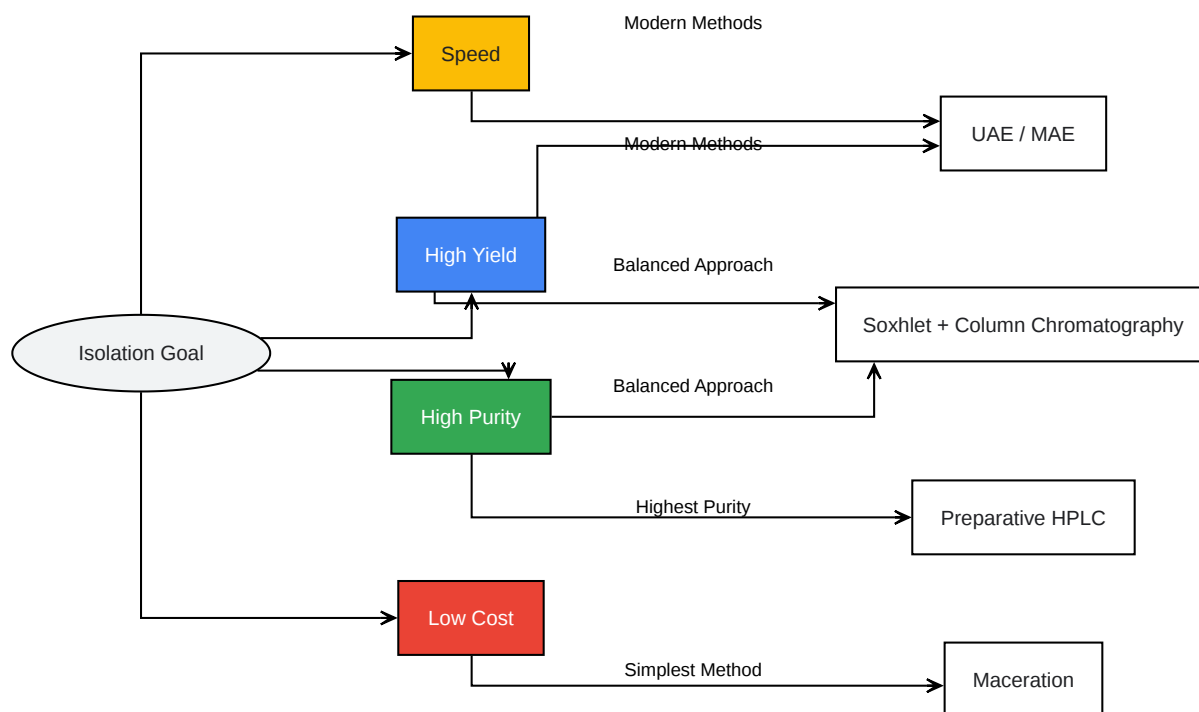 Modern Methods
Speed
UAE / MAE
Modern Methods
High Yield
Balanced Approach
Soxhlet + Column Chromatography
Isolation Goal
Balanced Approach
High Purity
Highest Purity
Preparative HPLC
Low Cost
Simplest Method
Maceration